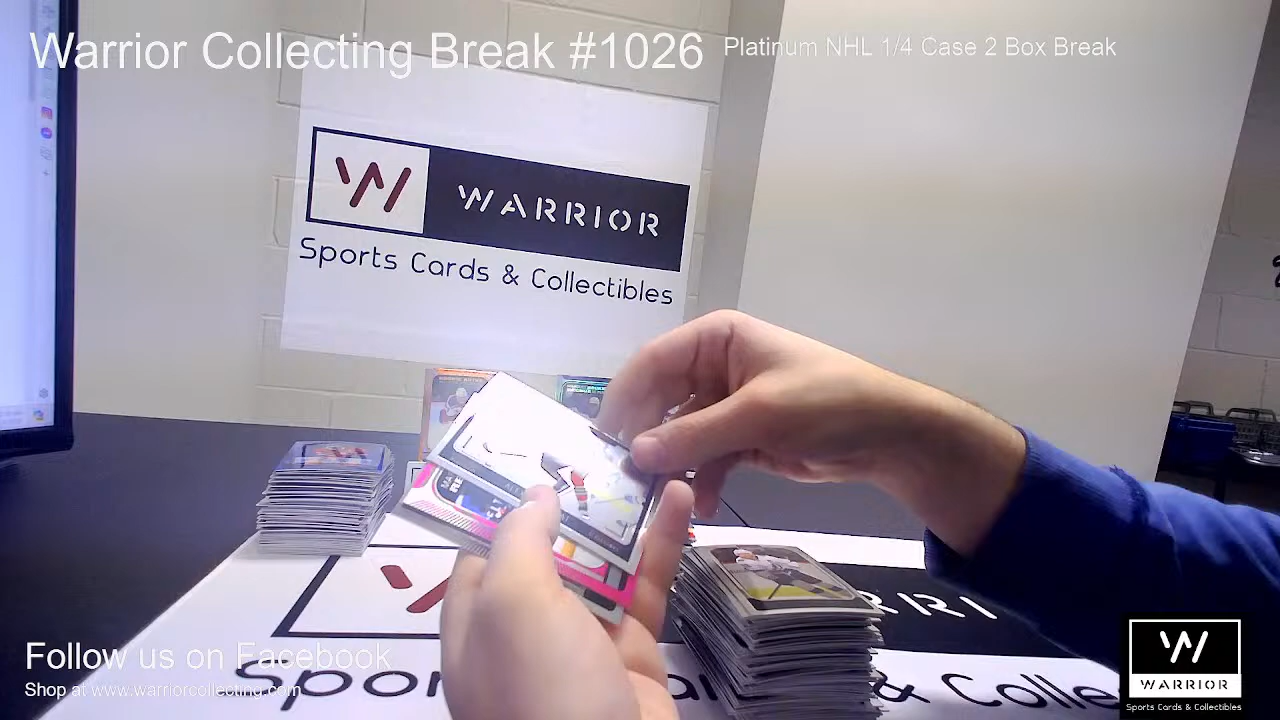 Warrior Collecting Break #1026
Platinum NHL 1/4 Case 2 Box Break
W WARRIOR
Sports Cards & Collectibles
Follow us on Facebook
Shop at www.warriorcollecting.com
W
WARRIOR
Sports Cards & Collectibles